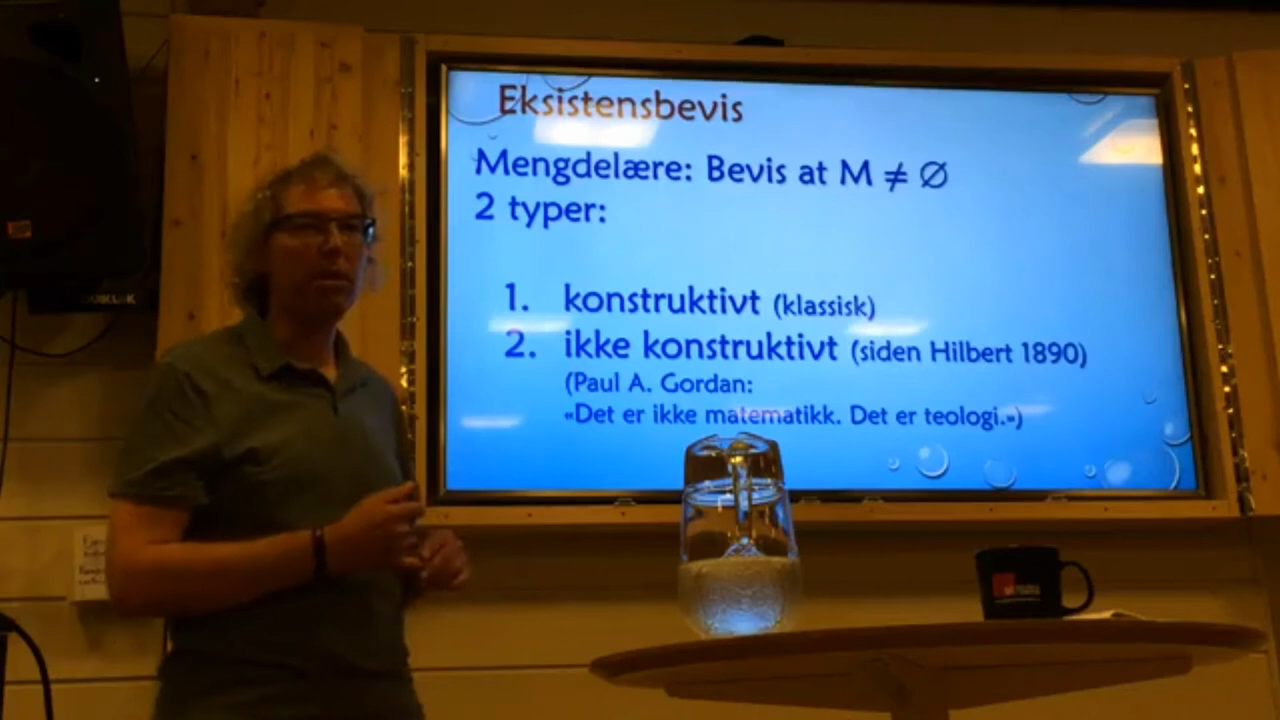 Eksistensbevis
Mengdelære: Bevis at M ≠ Ø
2 typer:
1. konstruktivt (klassisk)
2. ikke konstruktivt (siden Hilbert 1890)
(Paul A. Gordan:
«Det er ikke matematikk. Det er teologi.»)